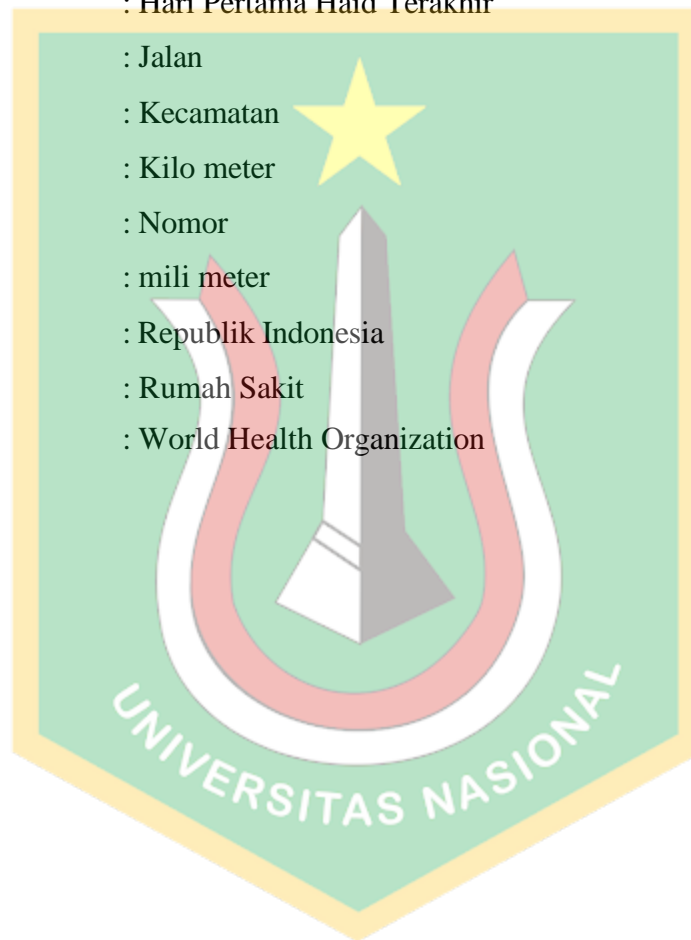 : Hari Pertama Haid Terakhir
: Jalan
: Kecamatan
: Kilo meter
: Nomor
: mili meter
: Republik Indonesia
: Rumah Sakit
: World Health Organization
UNIVERSITAS NASIONAL